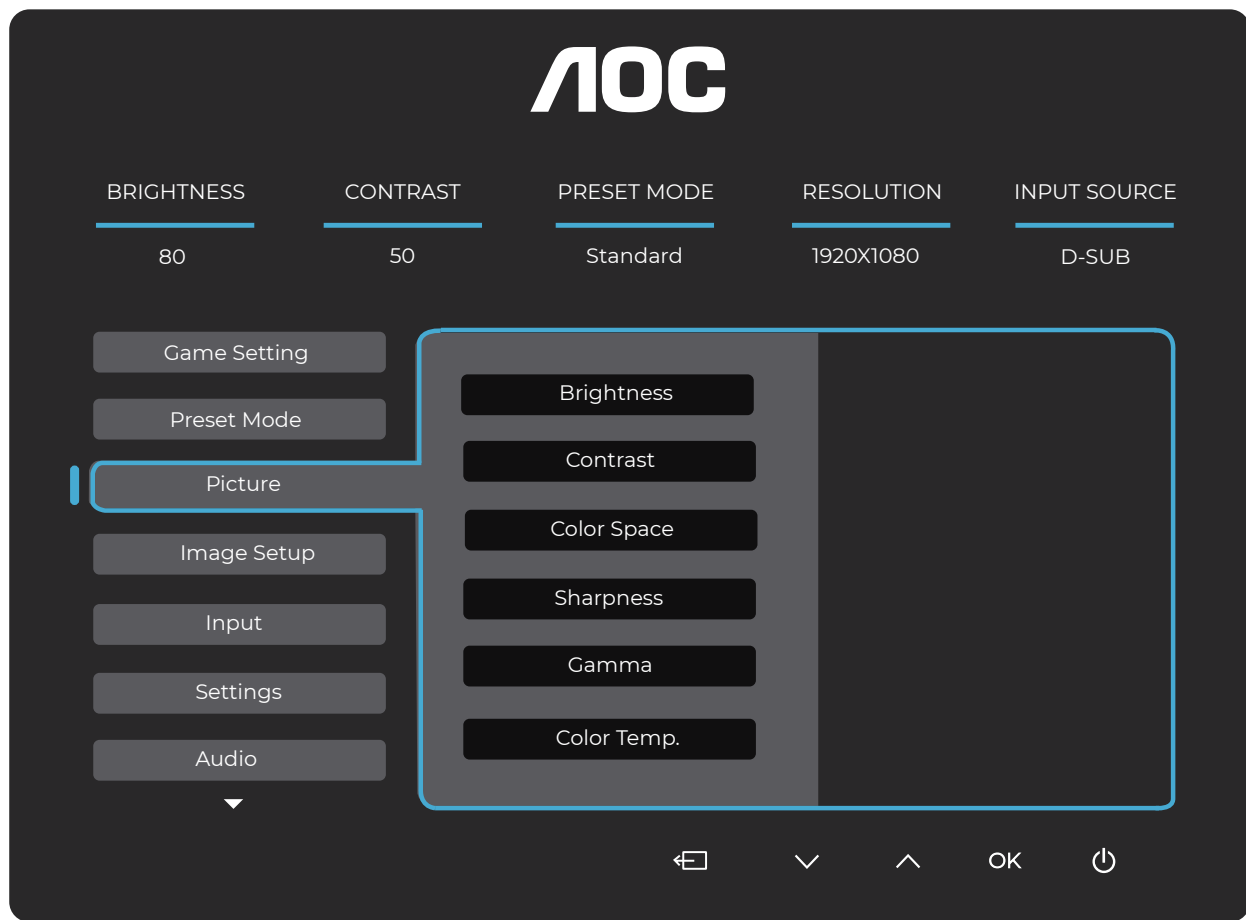 AOC
BRIGHTNESS CONTRAST PRESET MODE RESOLUTION INPUT SOURCE
80 50 Standard 1920X1080 D-SUB
Game Setting
Preset Mode
Picture
Image Setup
Input
Settings
Audio
Brightness
Contrast
Color Space
Sharpness
Gamma
Color Temp.
OK